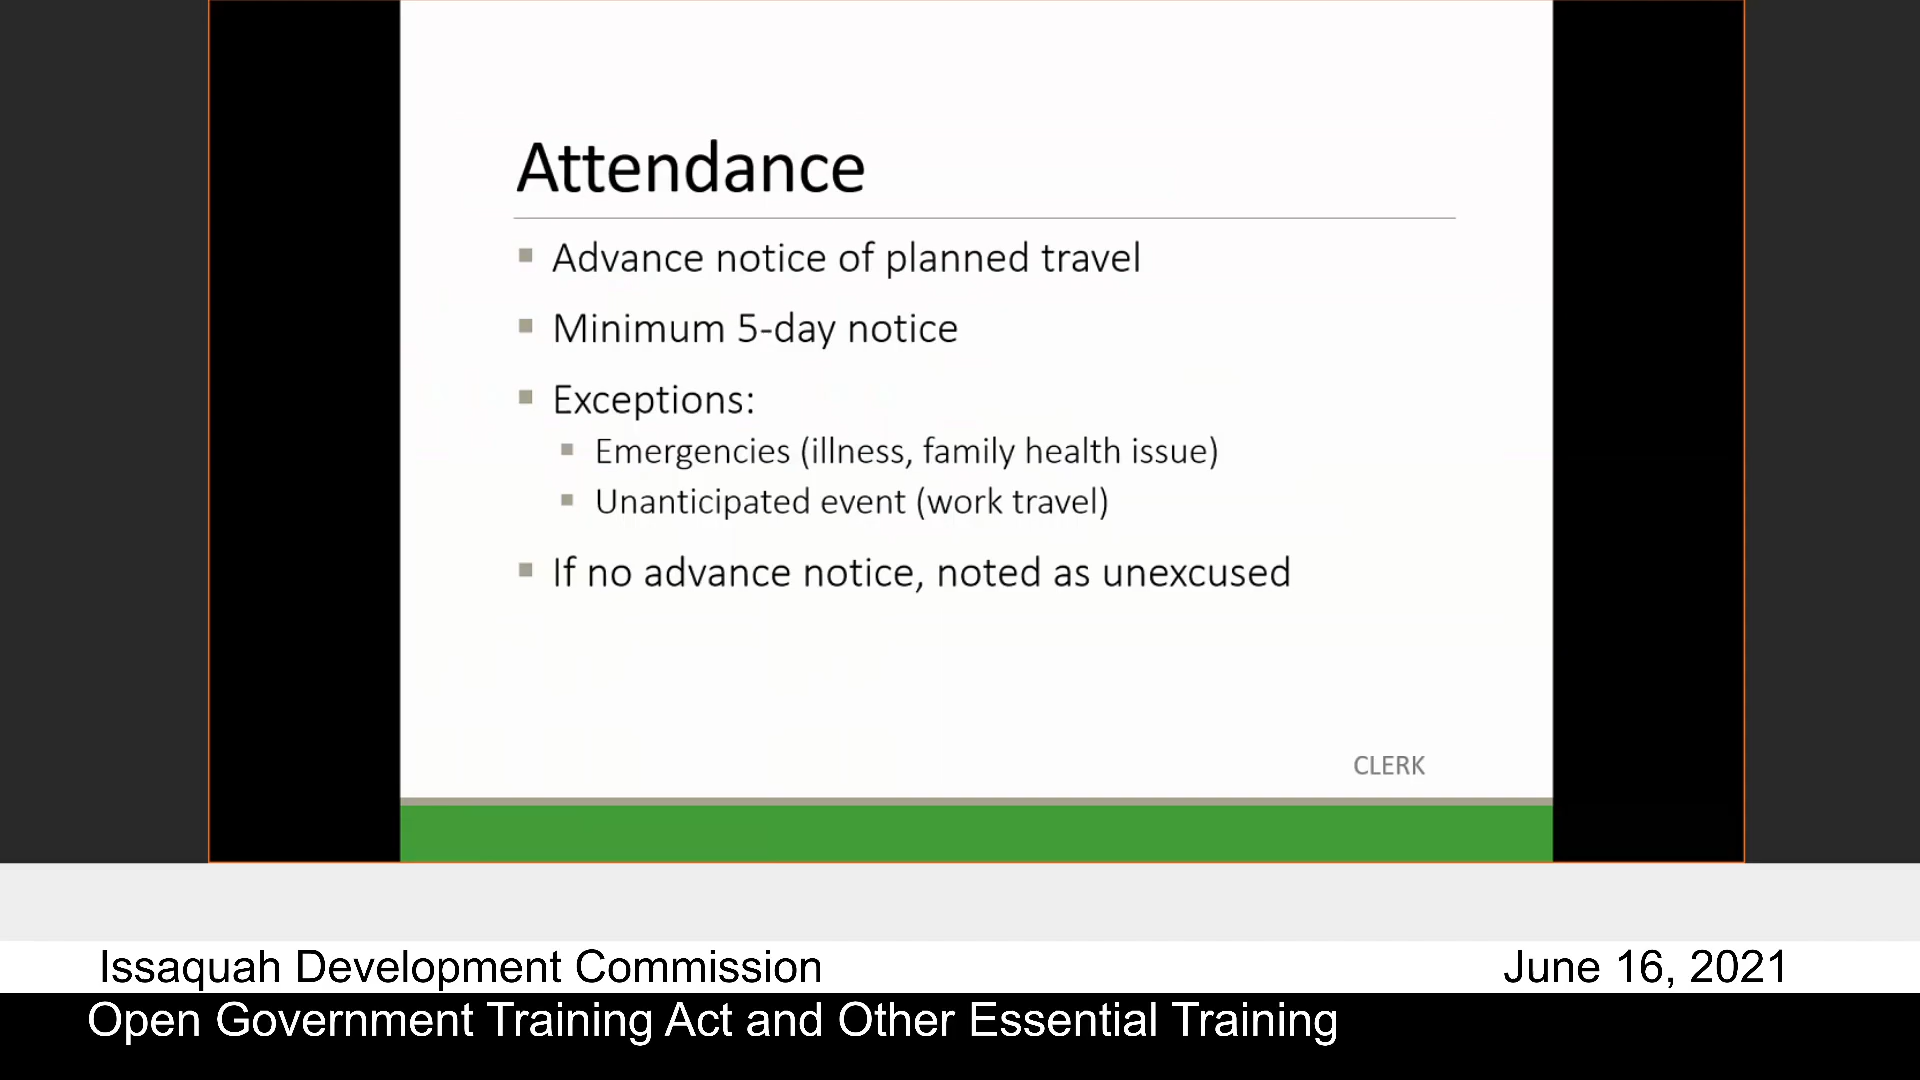 Attendance
Advance notice of planned travel
Minimum 5-day notice
Exceptions:
Emergencies (illness, family health issue)
Unanticipated event (work travel)
If no advance notice, noted as unexcused
CLERK
Issaquah Development Commission
June 16, 2021
Open Government Training Act and Other Essential Training